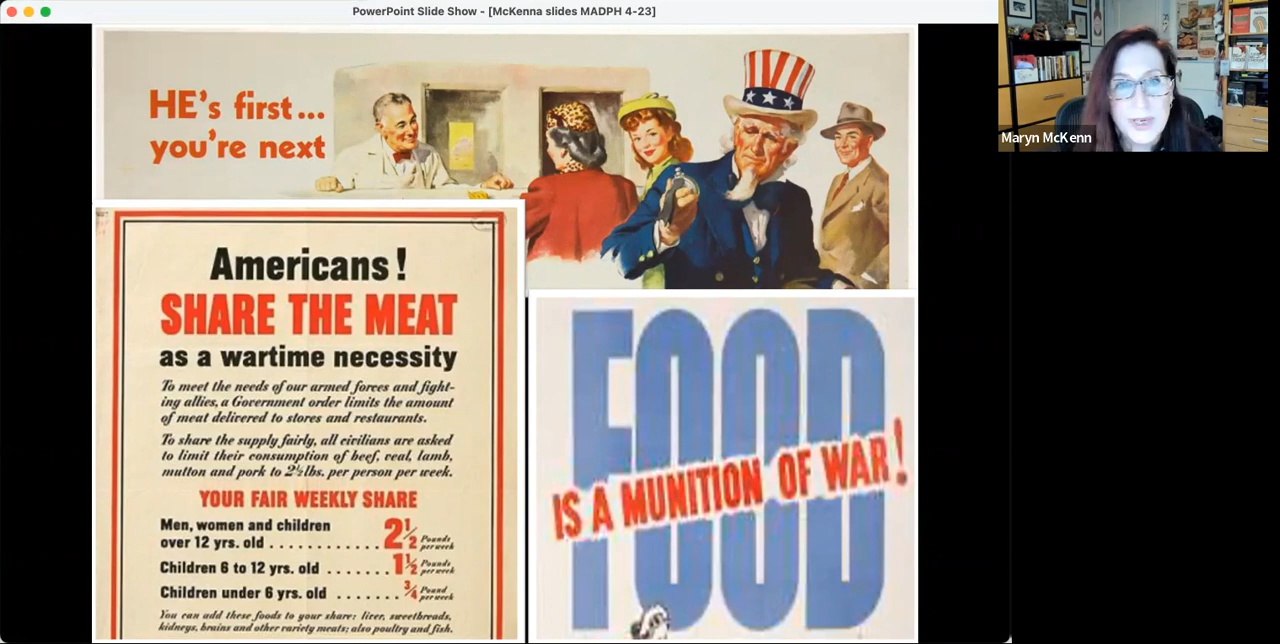 PowerPoint Slide Show - [McKenna slides MADPH 4-23]
HE's first...
you're next
Maryn McKenn
Americans!
SHARE THE MEAT
as a wartime necessity
To meet the needs of our armed forces and fight-
ing allies, a Government order limits the amount
of meat delivered to stores and restaurants.
To share the supply fairly, all civilians are asked
to limit their consumption of beef, veal, lamb,
mutton and pork to 2½ lbs. per person per week.
YOUR FAIR WEEKLY SHARE
Men, women and children
over 12 yrs. old . . . . . . . . . . . . 2½ Pounds per week
Children 6 to 12 yrs. old . . . . . . . 1½ Pounds per week
Children under 6 yrs. old . . . . . . . ¾ Pound per week
You can add these foods to your share: liver, sweetbreads,
kidneys, brains and other variety meats; also poultry and fish.
FOOD
IS A MUNITION OF WAR!